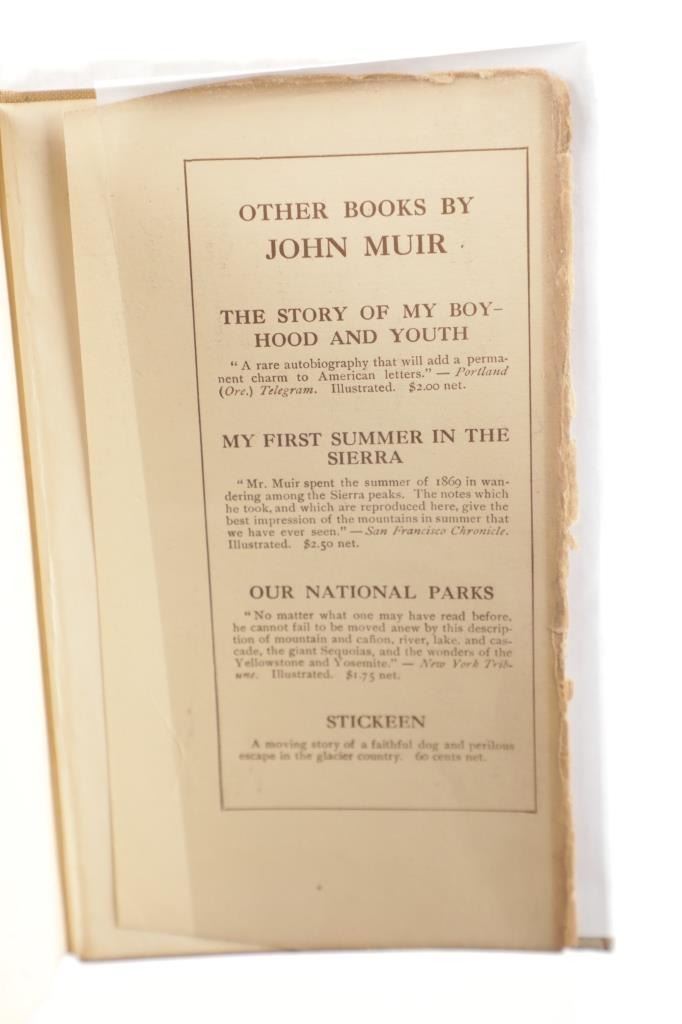 OTHER BOOKS BY
JOHN MUIR
THE STORY OF MY BOY-
HOOD AND YOUTH
"A rare autobiography that will add a perma-
nent charm to American letters." — Portland
(Ore.) Telegram. Illustrated. $2.00 net.
MY FIRST SUMMER IN THE
SIERRA
"Mr. Muir spent the summer of 1869 in wan-
dering among the Sierra peaks. The notes which
he took, and which are reproduced here, give the
best impression of the mountains in summer that
we have ever seen." — San Francisco Chronicle.
Illustrated. $2.50 net.
OUR NATIONAL PARKS
"No matter what one may have read before,
he cannot fail to be moved anew by this descrip-
tion of mountain and cañon, river, lake, and cas-
cade, the giant Sequoias, and the wonders of the
Yellowstone and Yosemite." — New York Trib-
une. Illustrated. $1.75 net.
STICKEEN
A moving story of a faithful dog and perilous
escape in the glacier country. 60 cents net.